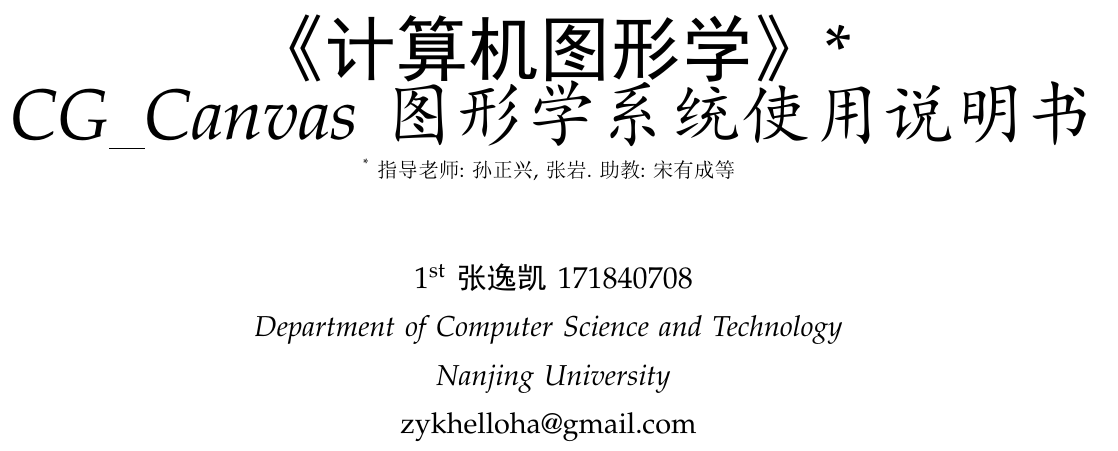 《计算机图形学》*
CG_Canvas 图形学系统使用说明书
* 指导老师: 孙正兴, 张岩. 助教: 宋有成等
1st 张逸凯 171840708
Department of Computer Science and Technology
Nanjing University
zykhelloha@gmail.com